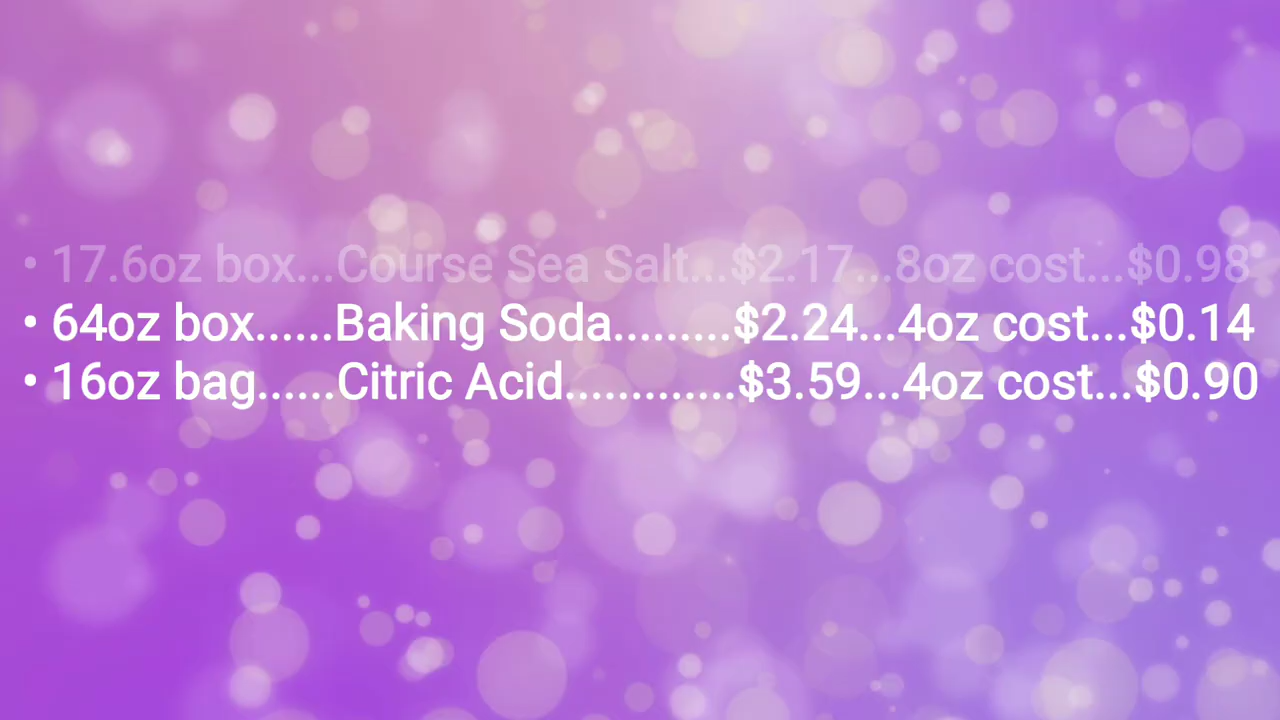 • 17.6oz box...Course Sea Salt...$2.17...8oz cost...$0.98
• 64oz box......Baking Soda.........$2.24...4oz cost...$0.14
• 16oz bag......Citric Acid.............$3.59...4oz cost...$0.90